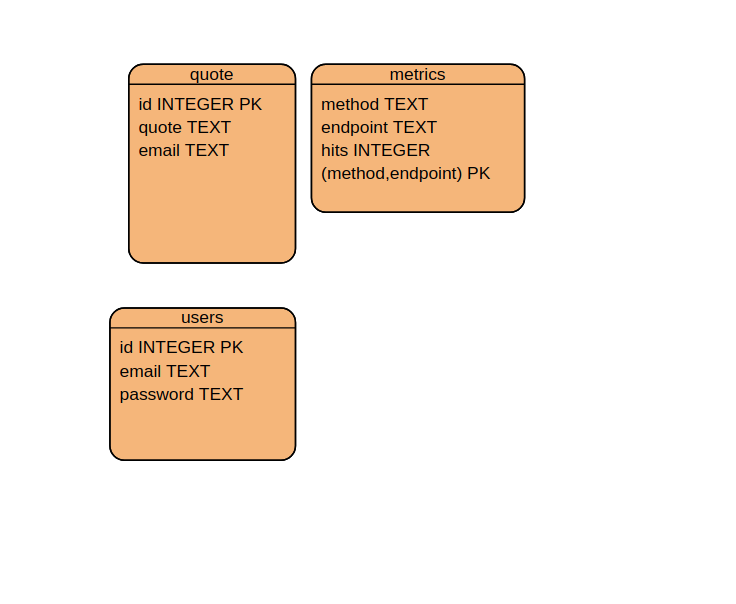 quote
id INTEGER PK
quote TEXT
email TEXT
metrics
method TEXT
endpoint TEXT
hits INTEGER
(method,endpoint) PK
users
id INTEGER PK
email TEXT
password TEXT